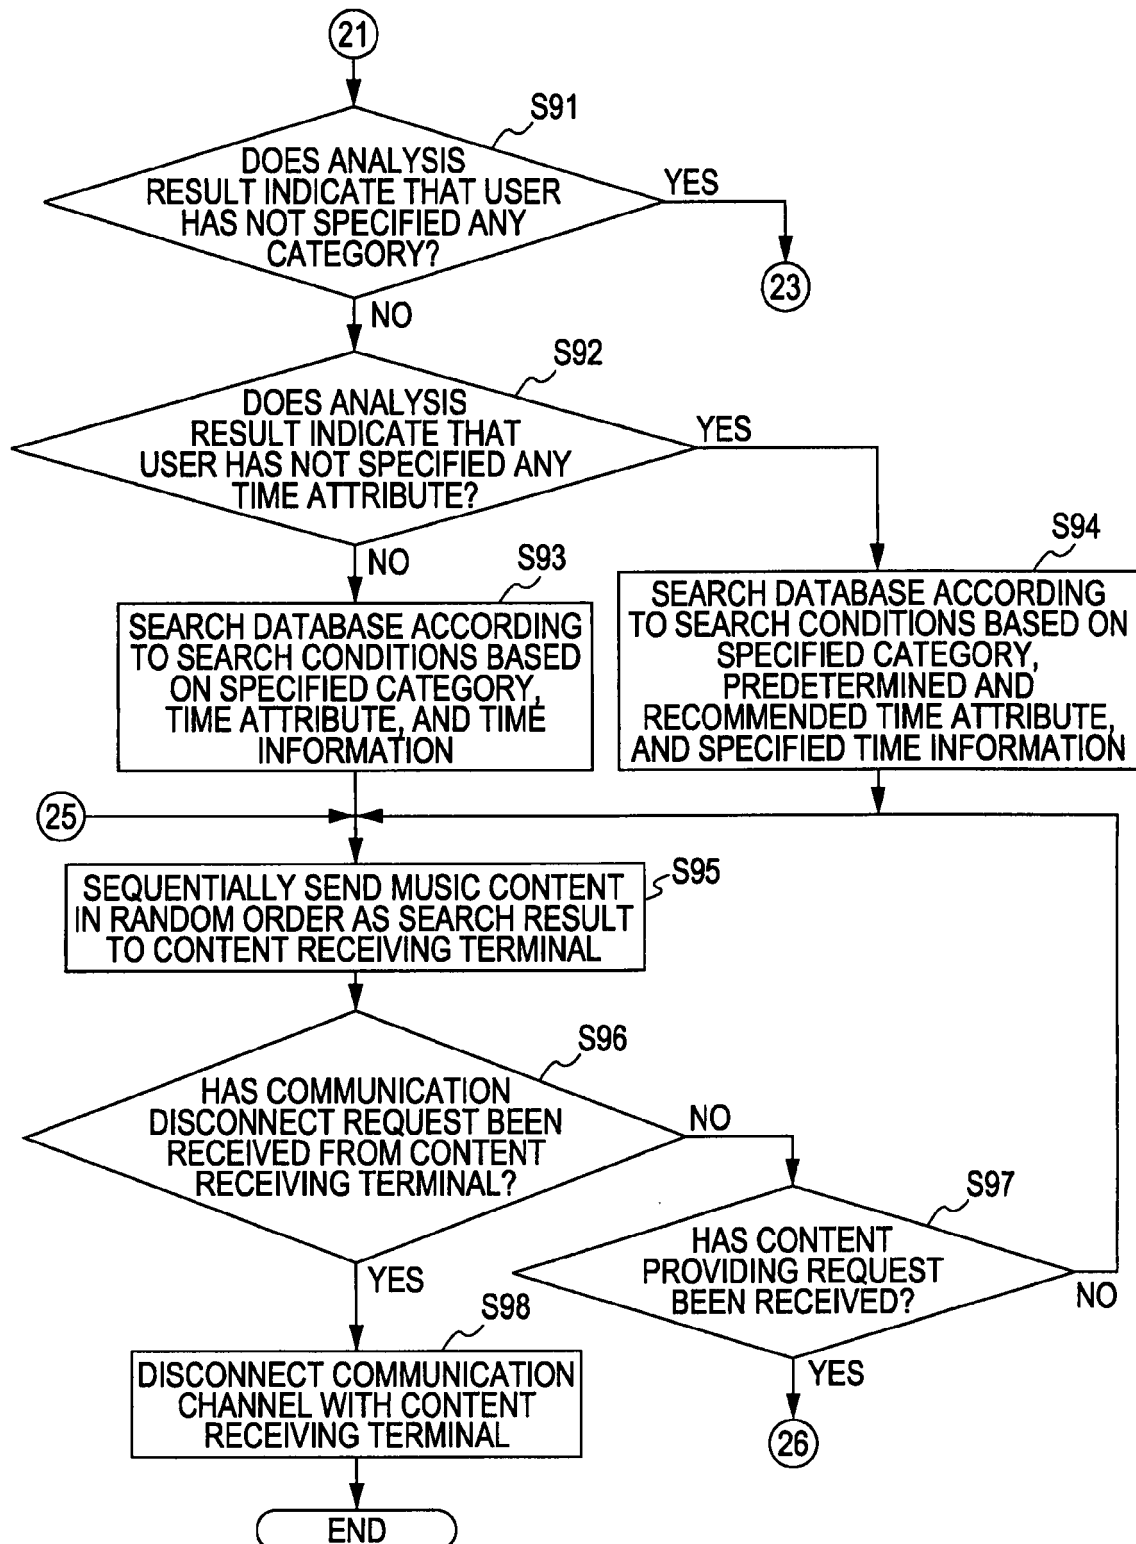 21
S91
DOES ANALYSIS
RESULT INDICATE THAT USER
HAS NOT SPECIFIED ANY
CATEGORY?
YES
23
NO
S92
DOES ANALYSIS
RESULT INDICATE THAT
USER HAS NOT SPECIFIED ANY
TIME ATTRIBUTE?
YES
NO
S93
SEARCH DATABASE ACCORDING
TO SEARCH CONDITIONS BASED
ON SPECIFIED CATEGORY,
TIME ATTRIBUTE, AND TIME
INFORMATION
S94
SEARCH DATABASE ACCORDING
TO SEARCH CONDITIONS BASED ON
SPECIFIED CATEGORY,
PREDETERMINED AND
RECOMMENDED TIME ATTRIBUTE,
AND SPECIFIED TIME INFORMATION
25
S95
SEQUENTIALLY SEND MUSIC CONTENT
IN RANDOM ORDER AS SEARCH RESULT
TO CONTENT RECEIVING TERMINAL
S96
HAS COMMUNICATION
DISCONNECT REQUEST BEEN
RECEIVED FROM CONTENT
RECEIVING TERMINAL?
NO
S97
HAS CONTENT
PROVIDING REQUEST
BEEN RECEIVED?
NO
YES
26
YES
S98
DISCONNECT COMMUNICATION
CHANNEL WITH CONTENT
RECEIVING TERMINAL
END